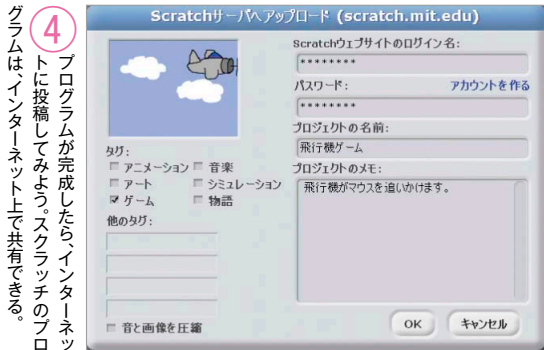 ④
プログラムが完成したら、インターネッ
トに投稿してみよう。スクラッチのプロ
グラムは、インターネット上で共有できる。
Scratchサーバへアップロード (scratch.mit.edu)
タグ:
アニメーション 音楽
アート シミュレーション
ゲーム 物語
他のタグ:
音と画像を圧縮
Scratchウェブサイトのログイン名:
********
パスワード: アカウントを作る
********
プロジェクトの名前:
飛行機ゲーム
プロジェクトのメモ:
飛行機がマウスを追いかけます。
OK キャンセル